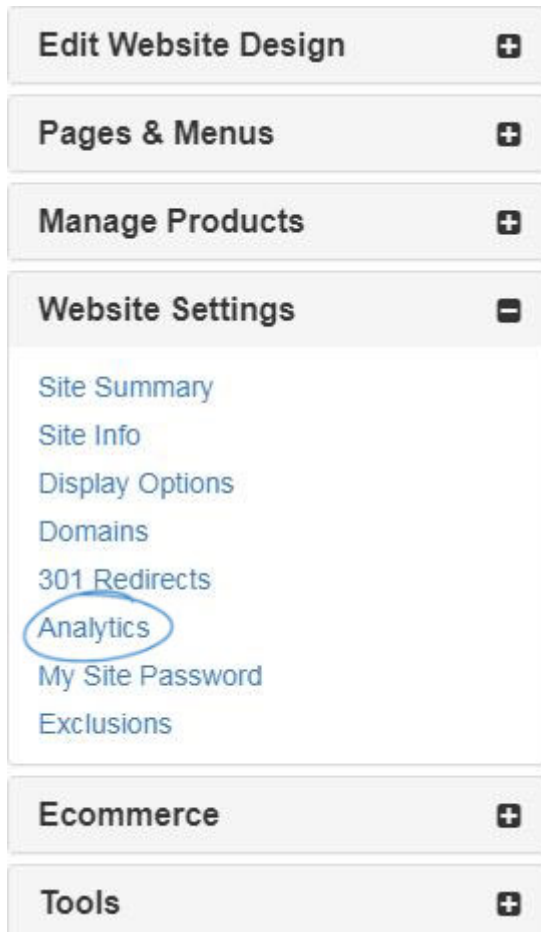 Edit Website Design
Pages & Menus
Manage Products
Website Settings
Site Summary
Site Info
Display Options
Domains
301 Redirects
Analytics
My Site Password
Exclusions
Ecommerce
Tools